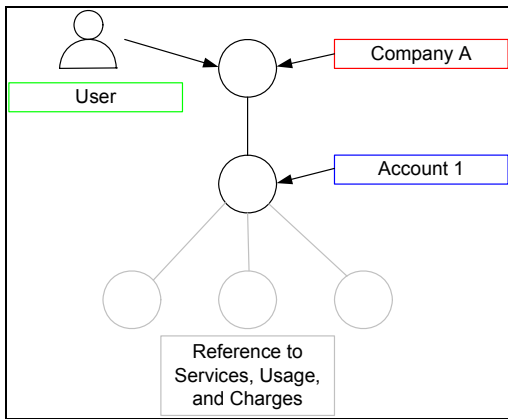 Company A
User
Account 1
Reference to
Services, Usage,
and Charges